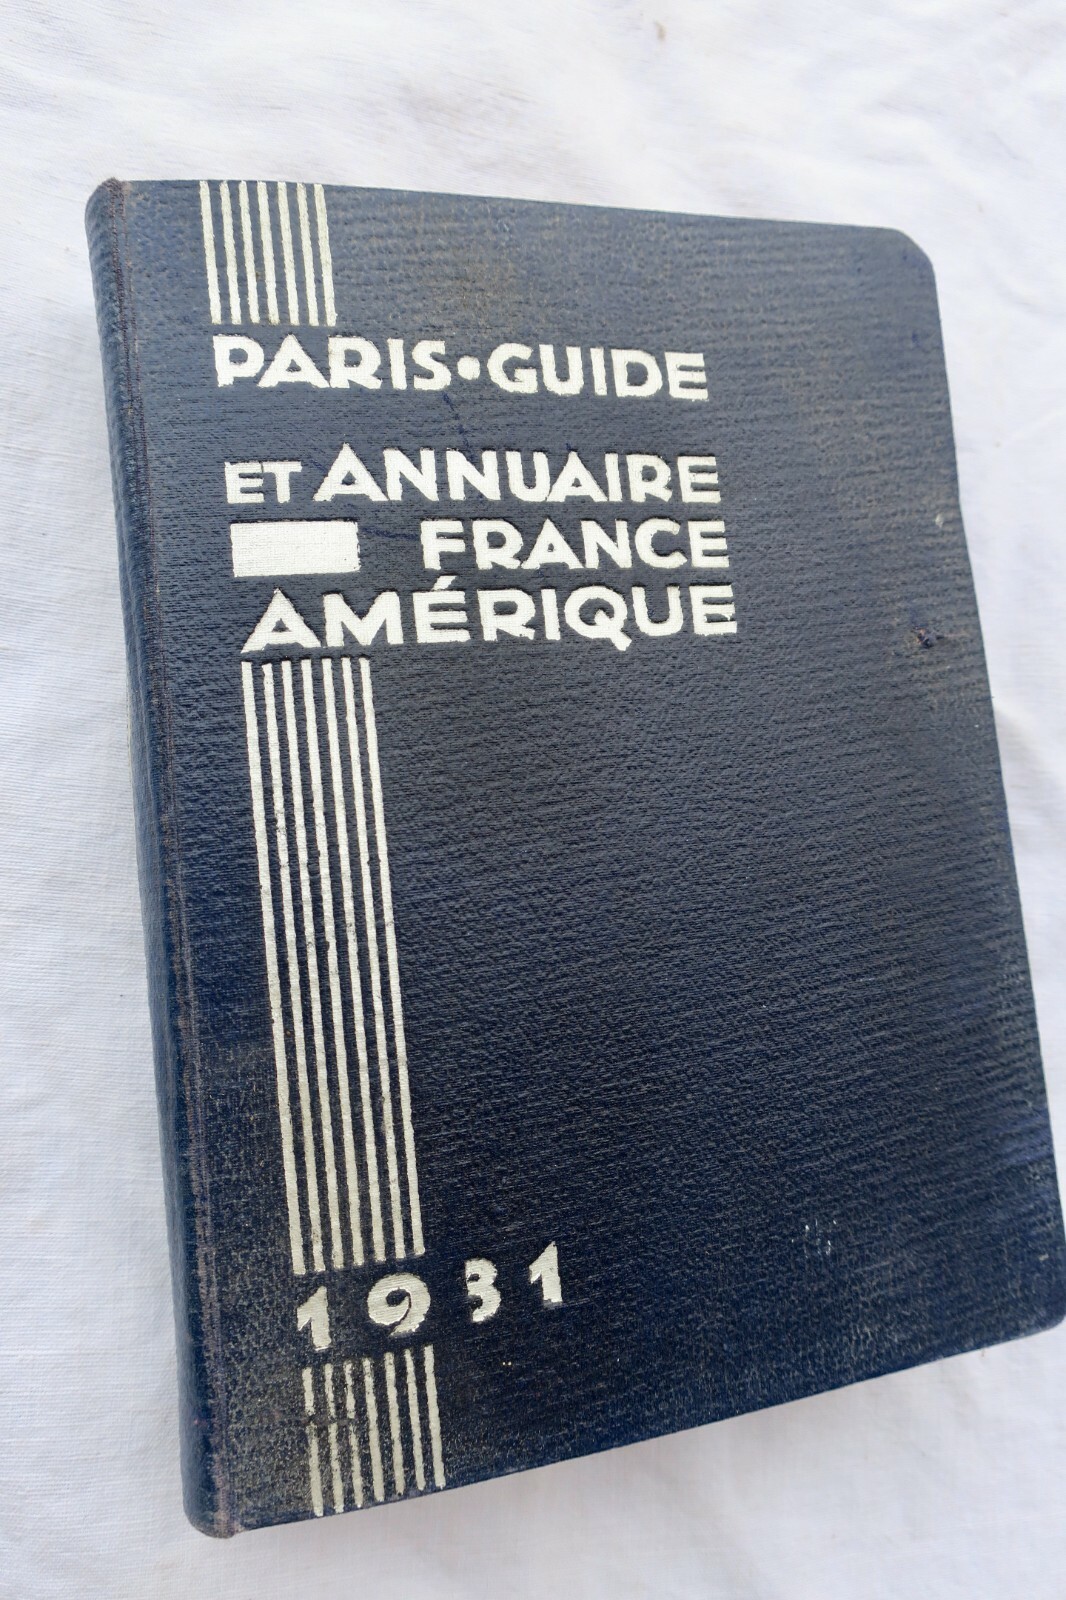 PARIS•GUIDE
ET ANNUAIRE
FRANCE
AMÉRIQUE
1931